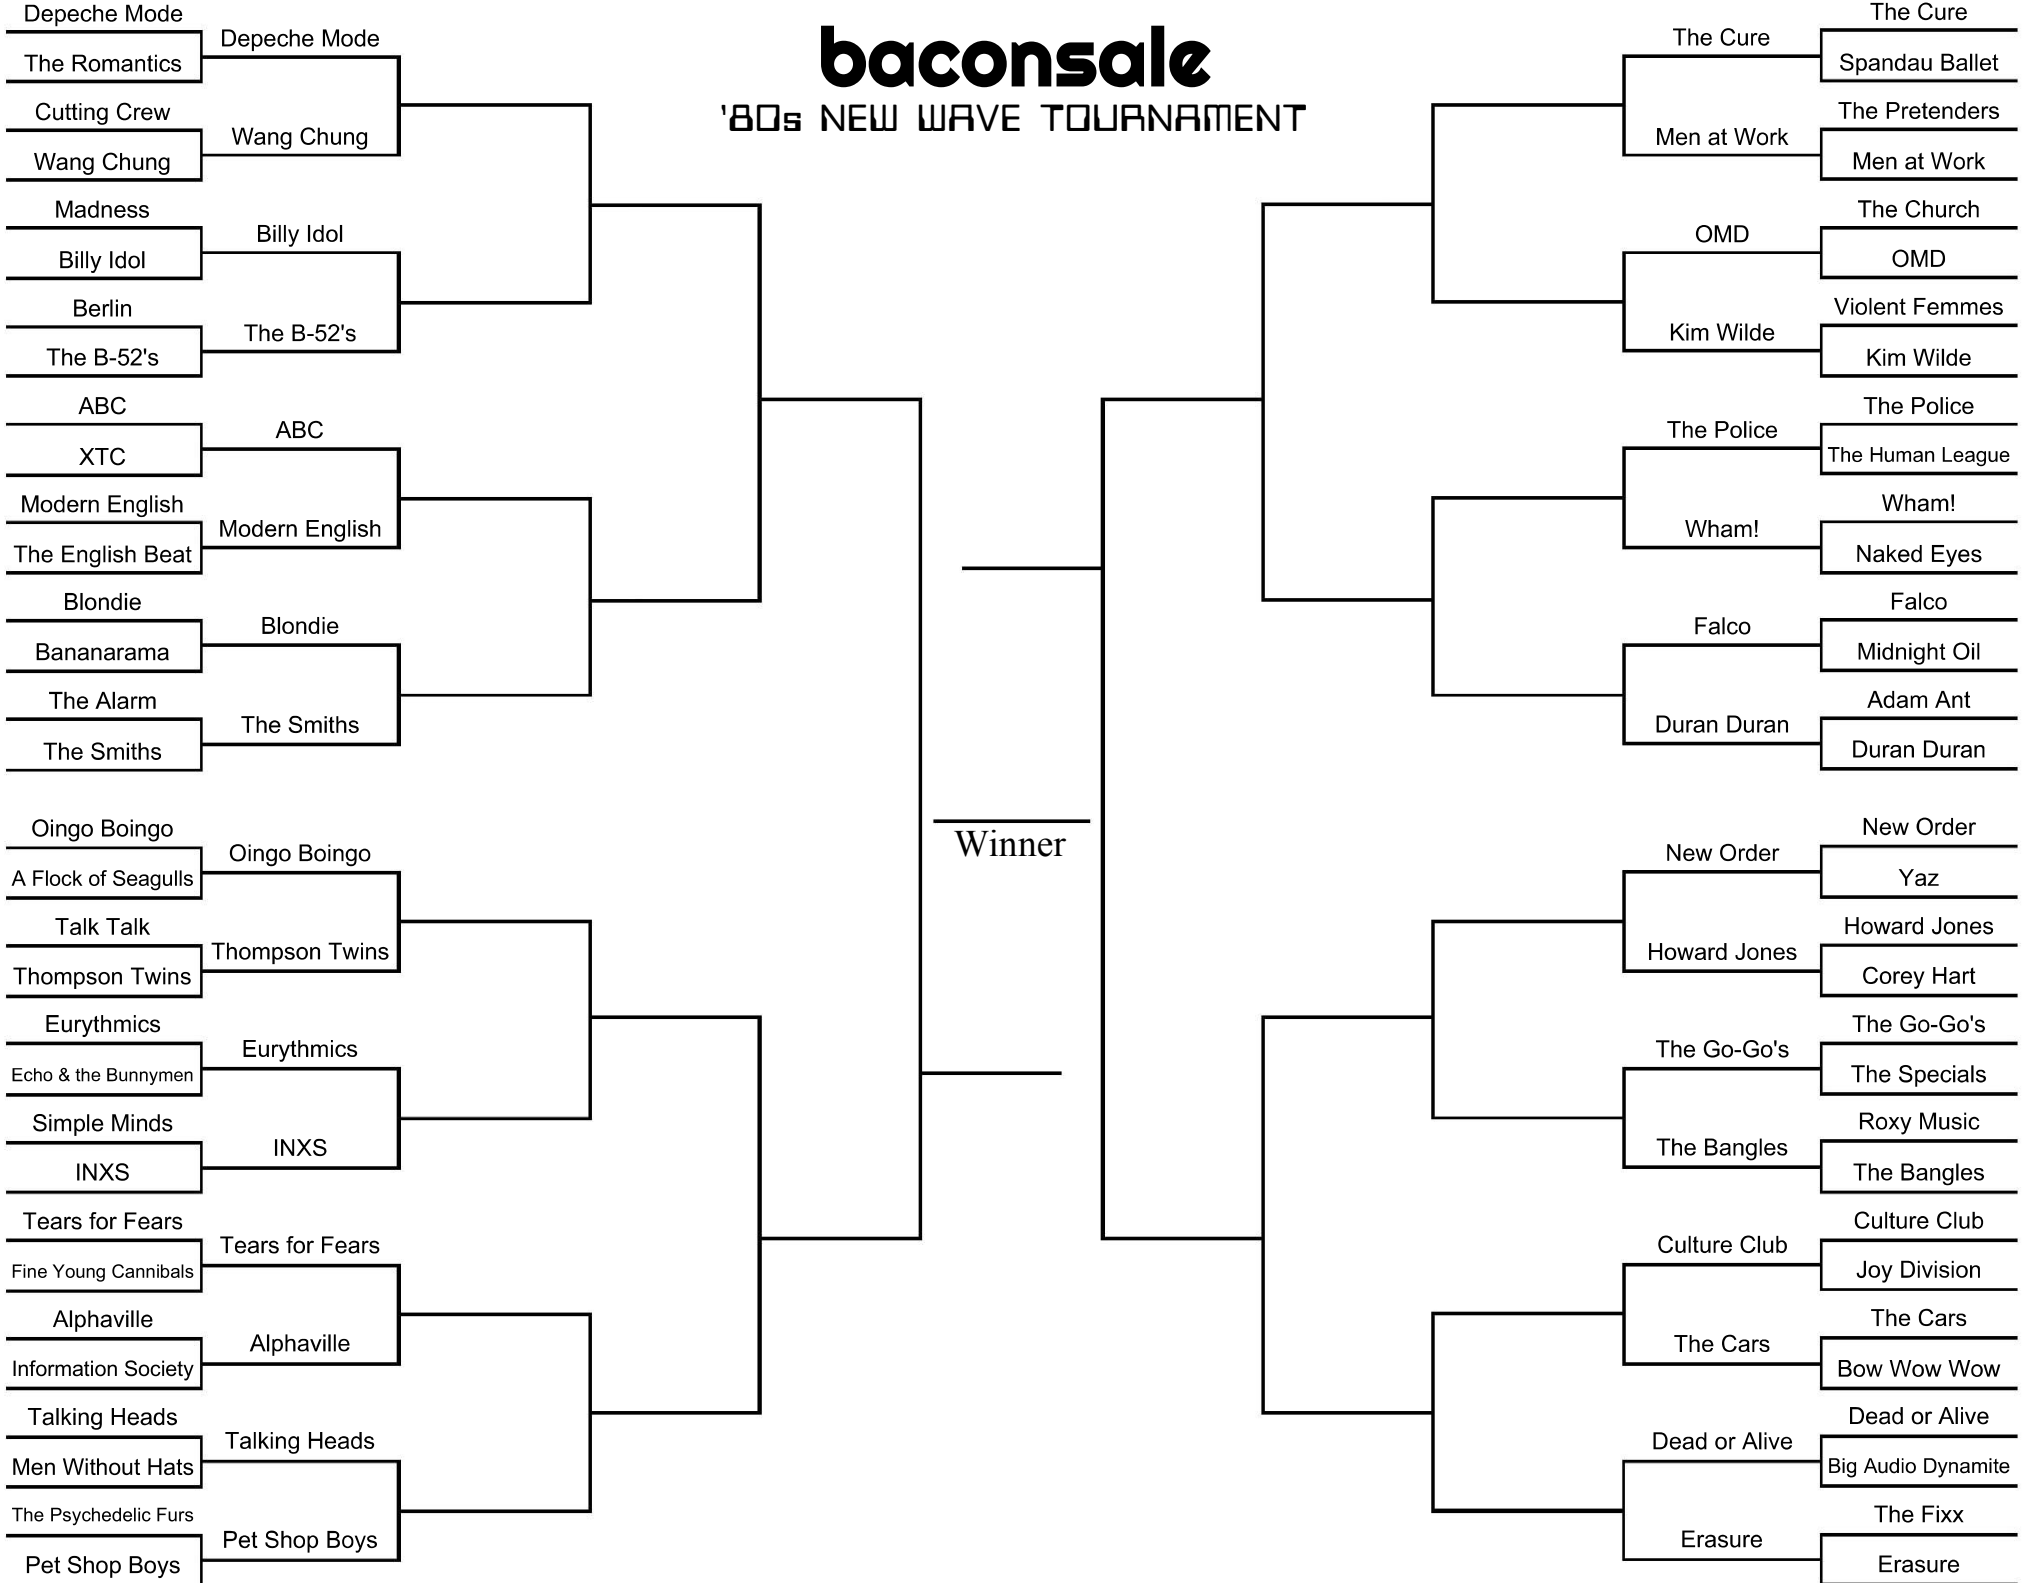 baconsale
'80s NEW WAVE TOURNAMENT
Depeche Mode
The Romantics
Cutting Crew
Wang Chung
Madness
Billy Idol
Berlin
The B-52's
ABC
XTC
Modern English
The English Beat
Blondie
Bananarama
The Alarm
The Smiths
Oingo Boingo
A Flock of Seagulls
Talk Talk
Thompson Twins
Eurythmics
Echo & the Bunnymen
Simple Minds
INXS
Tears for Fears
Fine Young Cannibals
Alphaville
Information Society
Talking Heads
Men Without Hats
The Psychedelic Furs
Pet Shop Boys
Depeche Mode
Wang Chung
Billy Idol
The B-52's
ABC
Modern English
Blondie
The Smiths
Oingo Boingo
Thompson Twins
Eurythmics
INXS
Tears for Fears
Alphaville
Talking Heads
Pet Shop Boys
Winner
The Cure
Men at Work
OMD
Kim Wilde
The Police
Wham!
Falco
Duran Duran
New Order
Howard Jones
The Go-Go's
The Bangles
Culture Club
The Cars
Dead or Alive
Erasure
The Cure
Spandau Ballet
The Pretenders
Men at Work
The Church
OMD
Violent Femmes
Kim Wilde
The Police
The Human League
Wham!
Naked Eyes
Falco
Midnight Oil
Adam Ant
Duran Duran
New Order
Yaz
Howard Jones
Corey Hart
The Go-Go's
The Specials
Roxy Music
The Bangles
Culture Club
Joy Division
The Cars
Bow Wow Wow
Dead or Alive
Big Audio Dynamite
The Fixx
Erasure